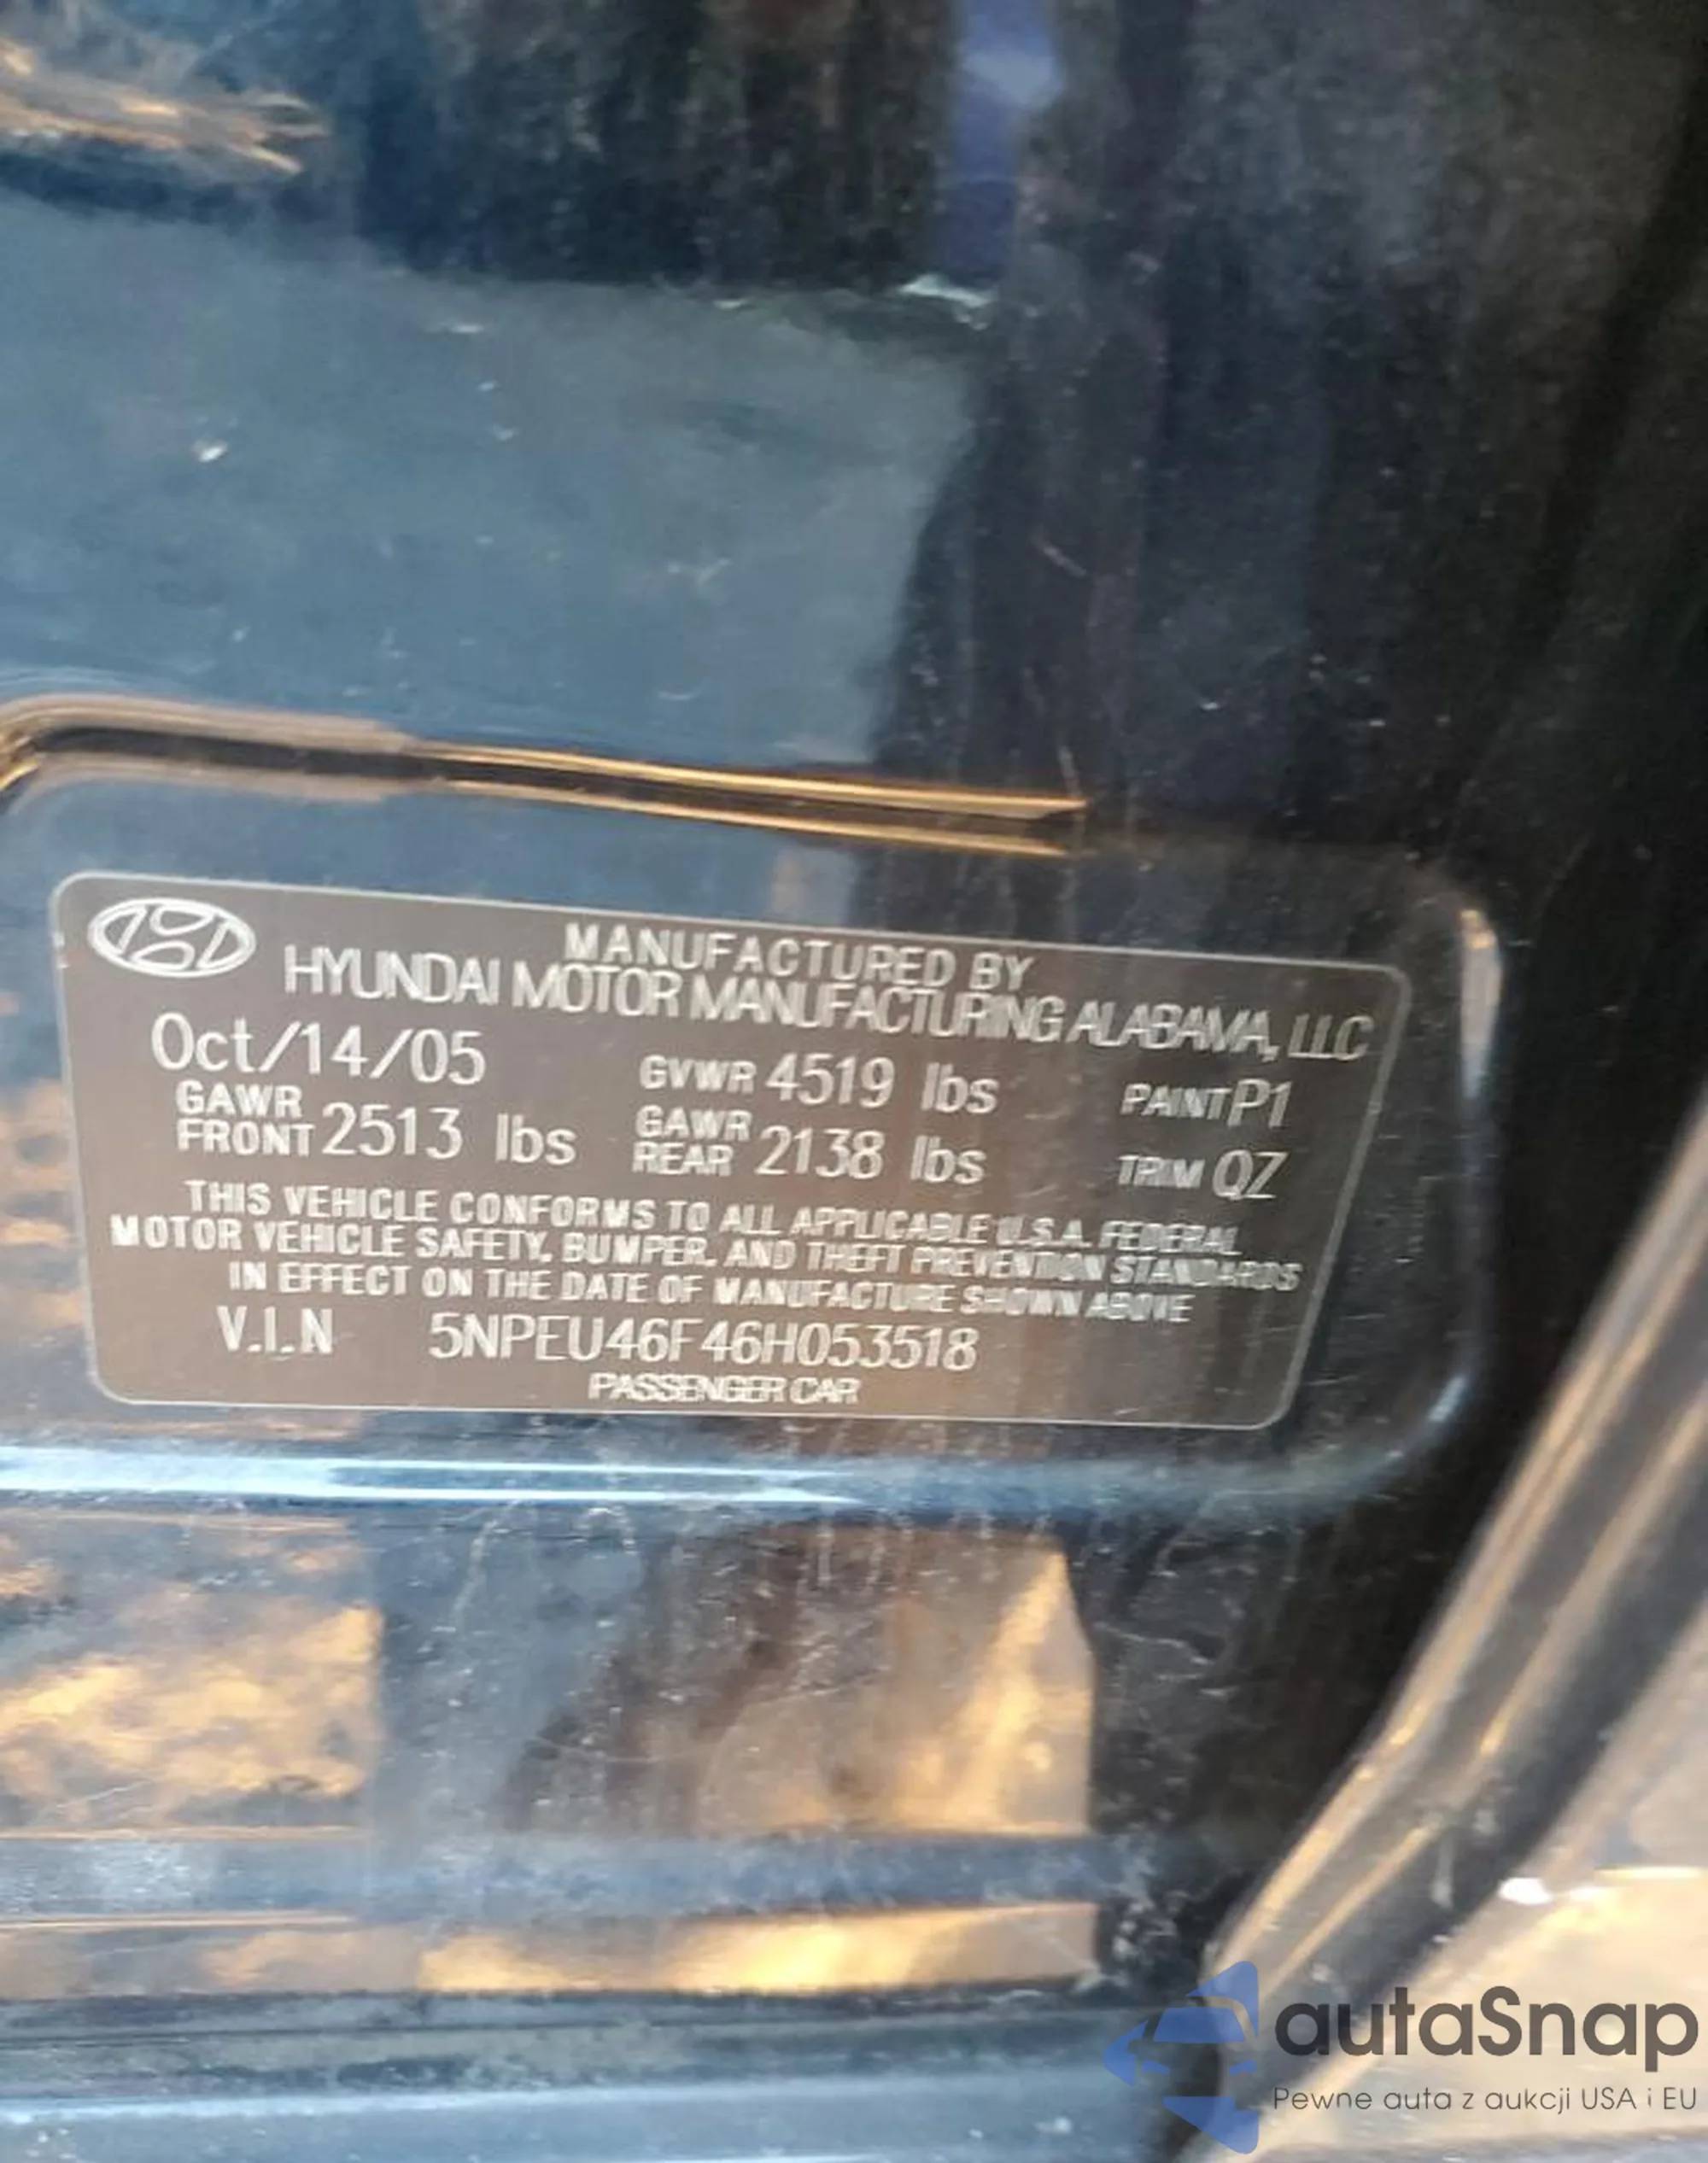 MANUFACTURED BY
HYUNDAI MOTOR MANUFACTURING ALABAMA, LLC
Oct/14/05 GVWR 4519 lbs PAINT P1
GAWR FRONT 2513 lbs GAWR REAR 2138 lbs TRIM QZ
THIS VEHICLE CONFORMS TO ALL APPLICABLE U.S.A. FEDERAL
MOTOR VEHICLE SAFETY, BUMPER, AND THEFT PREVENTION STANDARDS
IN EFFECT ON THE DATE OF MANUFACTURE SHOWN ABOVE
V.I.N 5NPEU46F46H053518
PASSENGER CAR
autaSnap
Pewne auta z aukcji USA i EU